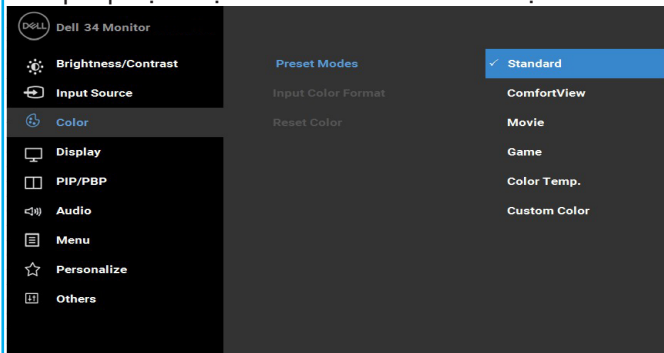 DELL Dell 34 Monitor
Brightness/Contrast Preset Modes ✓ Standard
Input Source Input Color Format ComfortView
Color Reset Color Movie
Display Game
PIP/PBP Color Temp.
Audio Custom Color
Menu
Personalize
Others